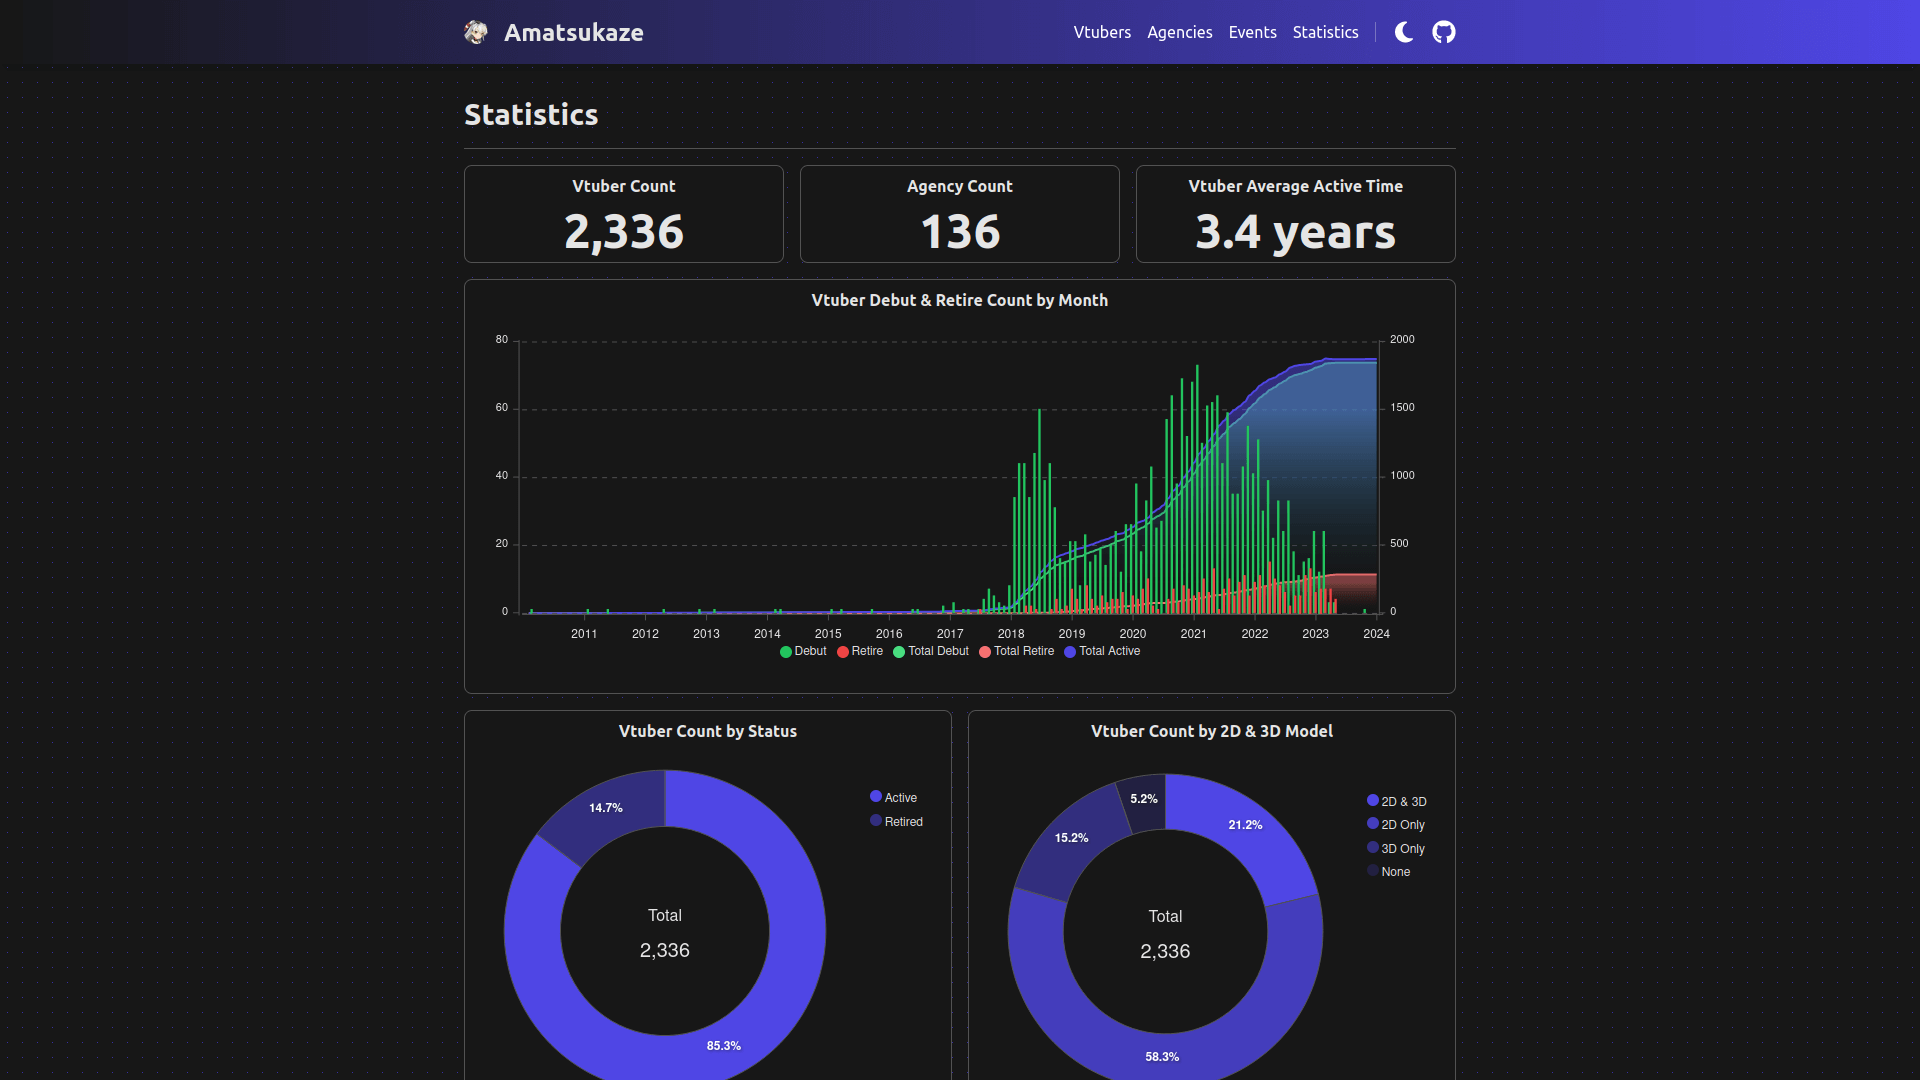 Amatsukaze
Vtubers Agencies Events Statistics
Statistics
Vtuber Count
2,336
Agency Count
136
Vtuber Average Active Time
3.4 years
Vtuber Debut & Retire Count by Month
80 2000
60 1500
40 1000
20 500
0 0
2011 2012 2013 2014 2015 2016 2017 2018 2019 2020 2021 2022 2023 2024
Debut Retire Total Debut Total Retire Total Active
Vtuber Count by Status
14.7%
Active
Retired
Total
2,336
85.3%
Vtuber Count by 2D & 3D Model
5.2%
21.2%
15.2%
2D & 3D
2D Only
3D Only
None
Total
2,336
58.3%